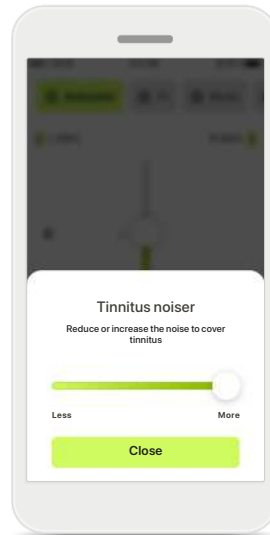 Tinnitus noiser
Reduce or increase the noise to cover
tinnitus
Less More
Close